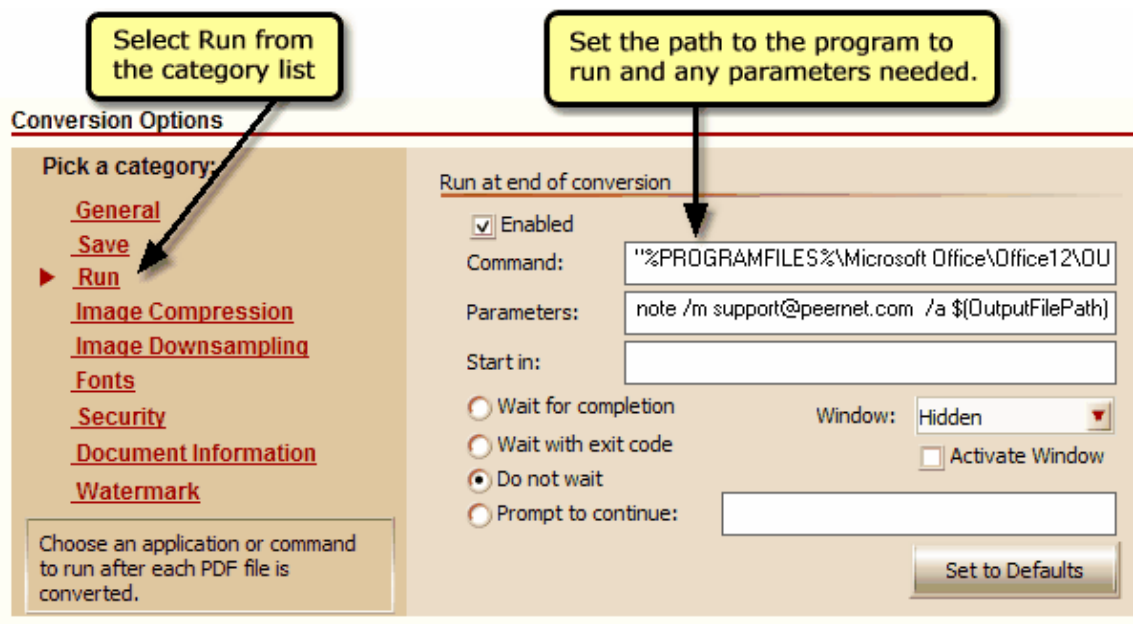 Select Run from
the category list
Set the path to the program to
run and any parameters needed.
Conversion Options
Pick a category:
General
Save
Run
Image Compression
Image Downsampling
Fonts
Security
Document Information
Watermark
Choose an application or command
to run after each PDF file is
converted.
Run at end of conversion
Enabled
Command: "%PROGRAMFILES%\Microsoft Office\Office12\OU
Parameters: note /m support@peernet.com /a $(OutputFilePath)
Start in:
Wait for completion
Window: Hidden
Wait with exit code
Activate Window
Do not wait
Prompt to continue:
Set to Defaults